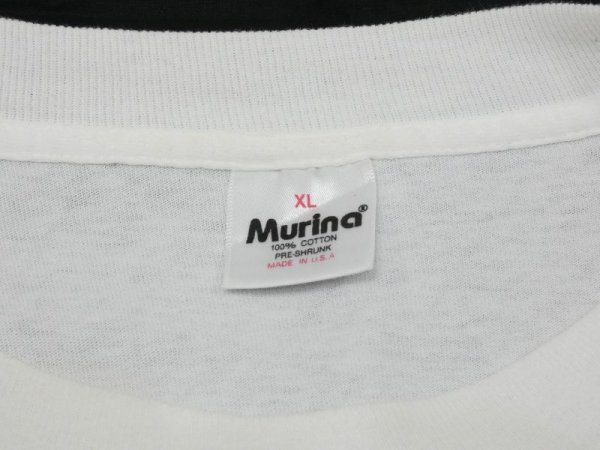 XL
Murina®
100% COTTON
PRE-SHRUNK
MADE IN U.S.A